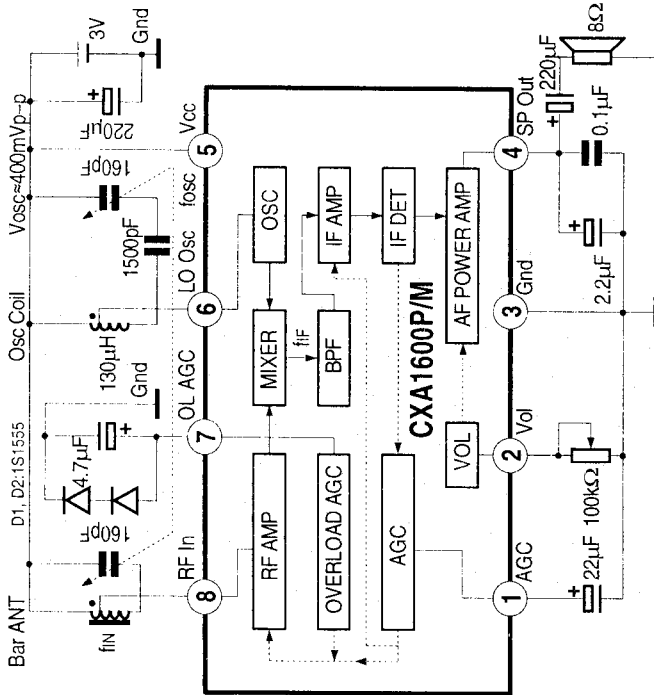 Bar ANT
fIN
160pF
D1, D2:1S1555
4.7µF
Gnd
Osc Coil
130µH
1500pF
Vosc≈400mVp-p
160pF
fosc
220µF
3V
Gnd
RF In
8
OL AGC
7
LO Osc
6
Vcc
5
RF AMP
MIXER
OSC
OVERLOAD AGC
fIF
BPF
IF AMP
AGC
IF DET
CXA1600P/M
VOL
AF POWER AMP
1
AGC
2
Vol
3
Gnd
4
SP Out
22µF
100kΩ
2.2µF
0.1µF
220µF
8Ω